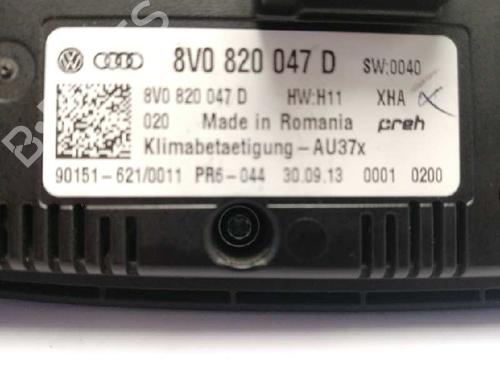 8V0 820 047 D SW:0040
8V0 820 047 D HW:H11 XHA
020 Made in Romania preh
Klimabetaetigung-AU37x
90151-621/0011 PR6-044 30.09.13 0001 0200